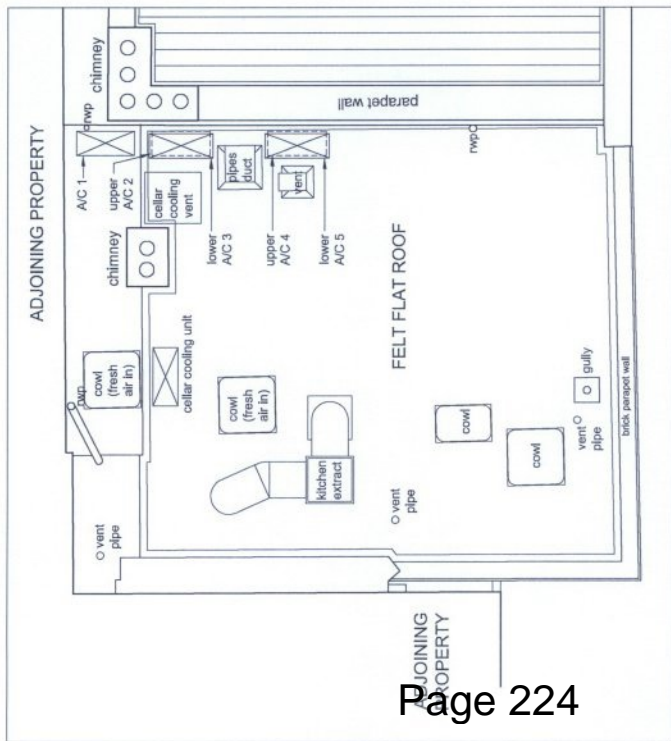 ADJOINING PROPERTY
chimney
rwp
parapet wall
A/C 1
upper
A/C 2
cellar
cooling
vent
lower
A/C 3
pipes
duct
upper
A/C 4
vent
lower
A/C 5
rwp
chimney
cellar cooling unit
cowl
(fresh
air in)
rwp
cowl
(fresh
air in)
FELT FLAT ROOF
kitchen
extract
cowl
cowl
gully
vent
pipe
brick parapot wall
vent
pipe
vent
pipe
ADJOINING
PROPERTY
Page 224